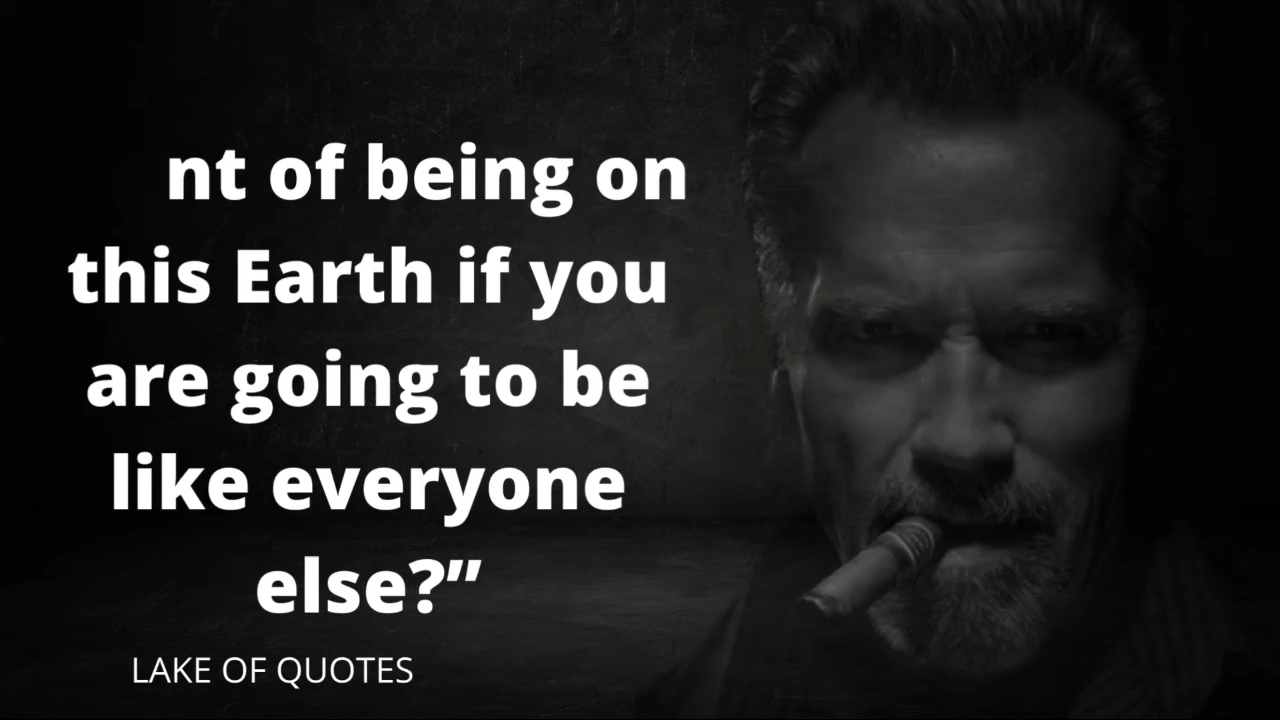 nt of being on
this Earth if you
are going to be
like everyone
else?”
LAKE OF QUOTES